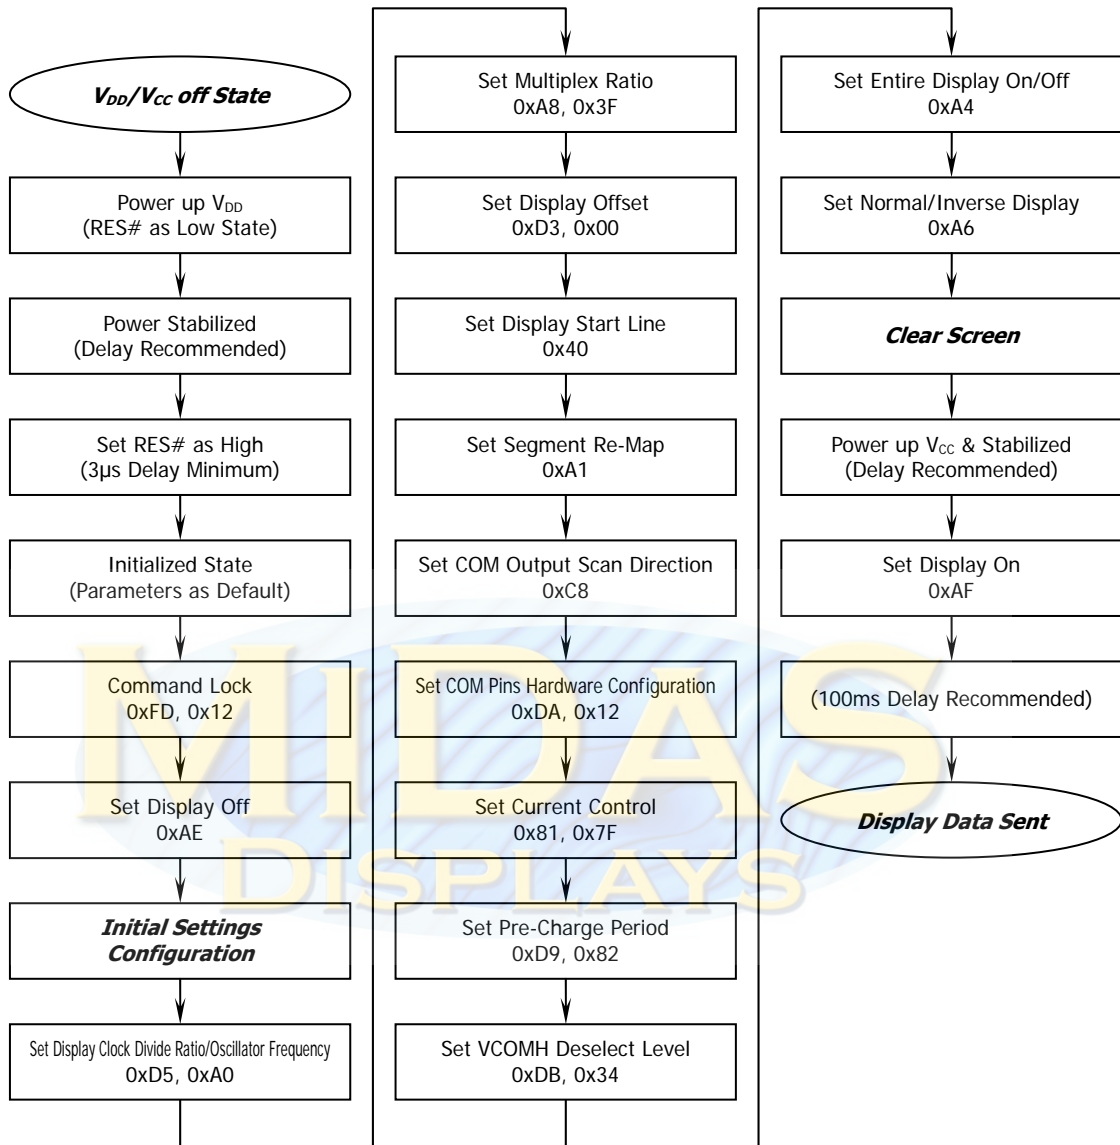 V_DD/V_CC off State
Power up V_DD
(RES# as Low State)
Power Stabilized
(Delay Recommended)
Set RES# as High
(3µs Delay Minimum)
Initialized State
(Parameters as Default)
Command Lock
0xFD, 0x12
Set Display Off
0xAE
Initial Settings
Configuration
Set Display Clock Divide Ratio/Oscillator Frequency
0xD5, 0xA0
Set Multiplex Ratio
0xA8, 0x3F
Set Display Offset
0xD3, 0x00
Set Display Start Line
0x40
Set Segment Re-Map
0xA1
Set COM Output Scan Direction
0xC8
Set COM Pins Hardware Configuration
0xDA, 0x12
Set Current Control
0x81, 0x7F
Set Pre-Charge Period
0xD9, 0x82
Set VCOMH Deselect Level
0xDB, 0x34
Set Entire Display On/Off
0xA4
Set Normal/Inverse Display
0xA6
Clear Screen
Power up V_CC & Stabilized
(Delay Recommended)
Set Display On
0xAF
(100ms Delay Recommended)
Display Data Sent
MIDAS
DISPLAYS